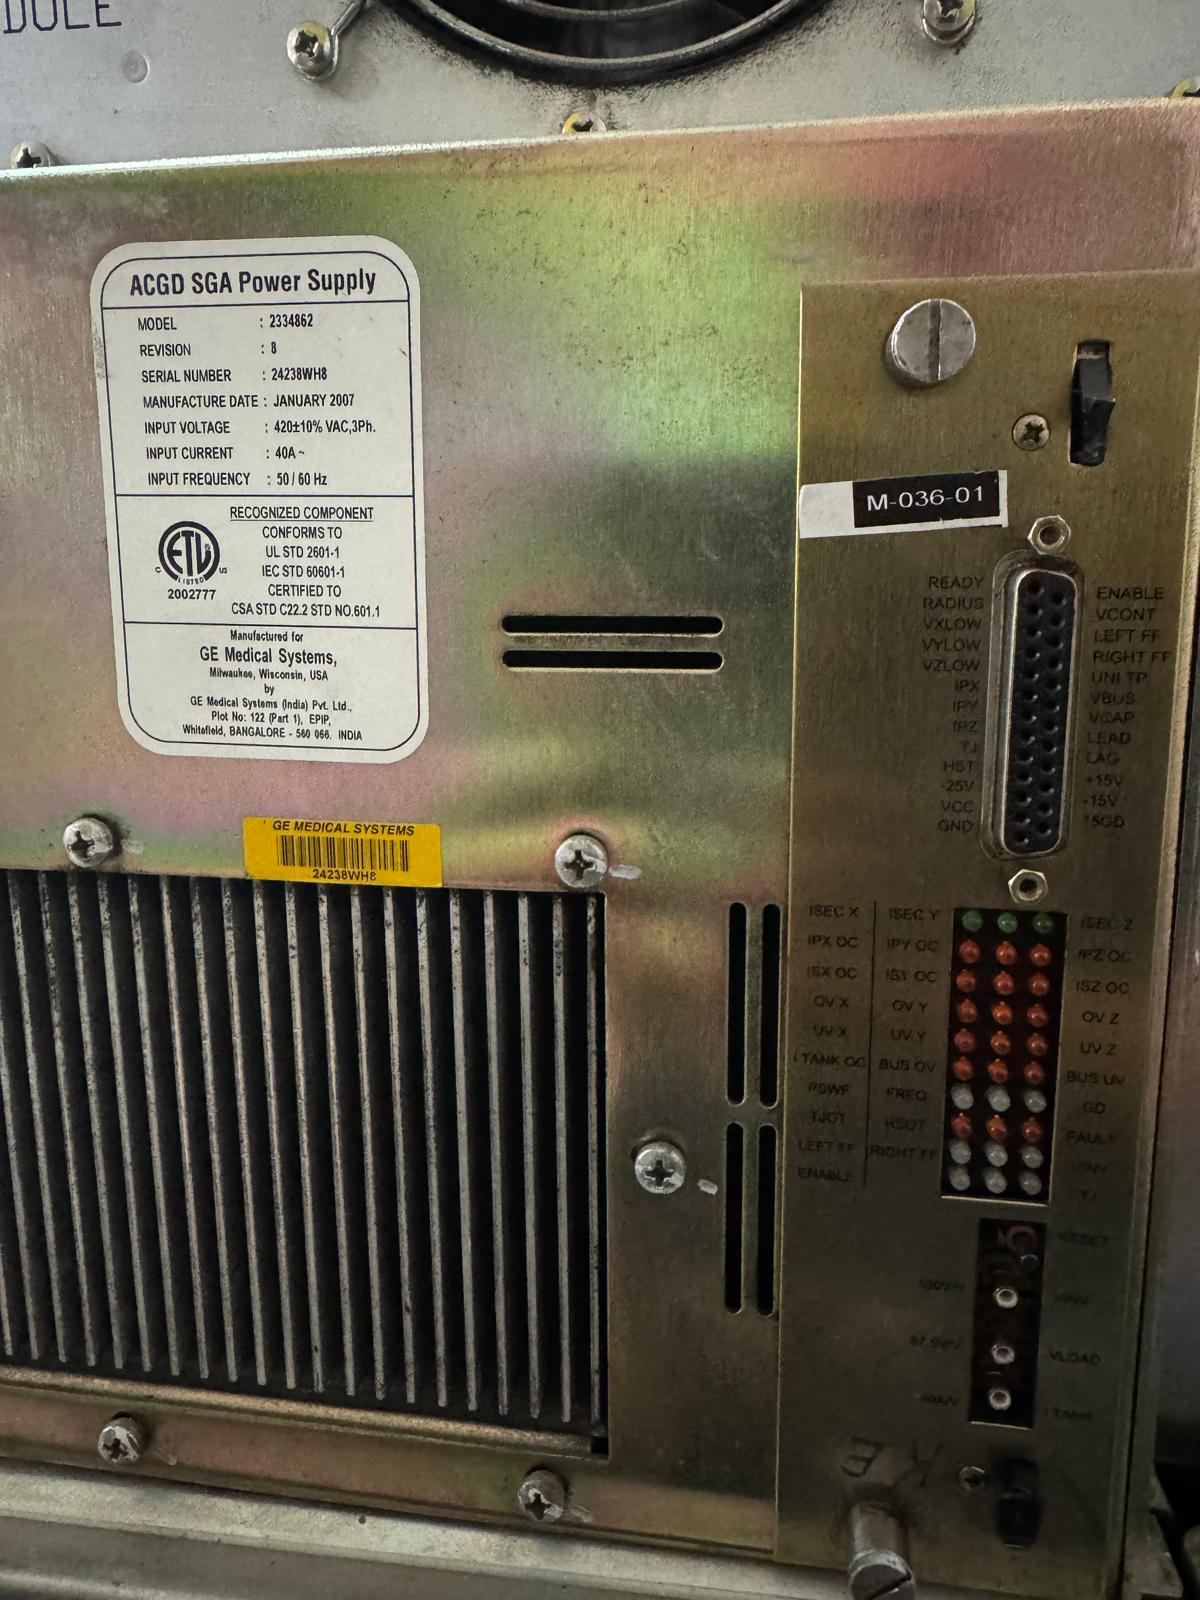 DULE
ACGD SGA Power Supply
MODEL : 2334862
REVISION : 8
SERIAL NUMBER : 24238WH8
MANUFACTURE DATE : JANUARY 2007
INPUT VOLTAGE : 420±10% VAC,3Ph.
INPUT CURRENT : 40A ~
INPUT FREQUENCY : 50 / 60 Hz
RECOGNIZED COMPONENT
CONFORMS TO
UL STD 2601-1
IEC STD 60601-1
CERTIFIED TO
CSA STD C22.2 STD NO.601.1
ETL
LISTED
C US
2002777
Manufactured for
GE Medical Systems,
Milwaukee, Wisconsin, USA
by
GE Medical Systems (India) Pvt. Ltd.,
Plot No: 122 (Part 1), EPIP,
Whitefield, BANGALORE - 560 066. INDIA
GE MEDICAL SYSTEMS
24238WH8
M-036-01
READY
RADIUS
VXLOW
VYLOW
VZLOW
IPX
IPY
IPZ
TJ
HST
-25V
VCC
GND
ENABLE
VCONT
LEFT FF
RIGHT FF
UNI TP
VBUS
VCAP
LEAD
LAG
+15V
-15V
15GD
ISEC X ISEC Y ISEC Z
IPX OC IPY OC IPZ OC
ISX OC ISY OC ISZ OC
OV X OV Y OV Z
UV X UV Y UV Z
I TANK OC BUS OV BUS UV
PSWF FREQ GD
TJOT HSOT FAULT
LEFT FF RIGHT FF VINV
ENABLE TJ
RESET
VINV
VLOAD
I TANK